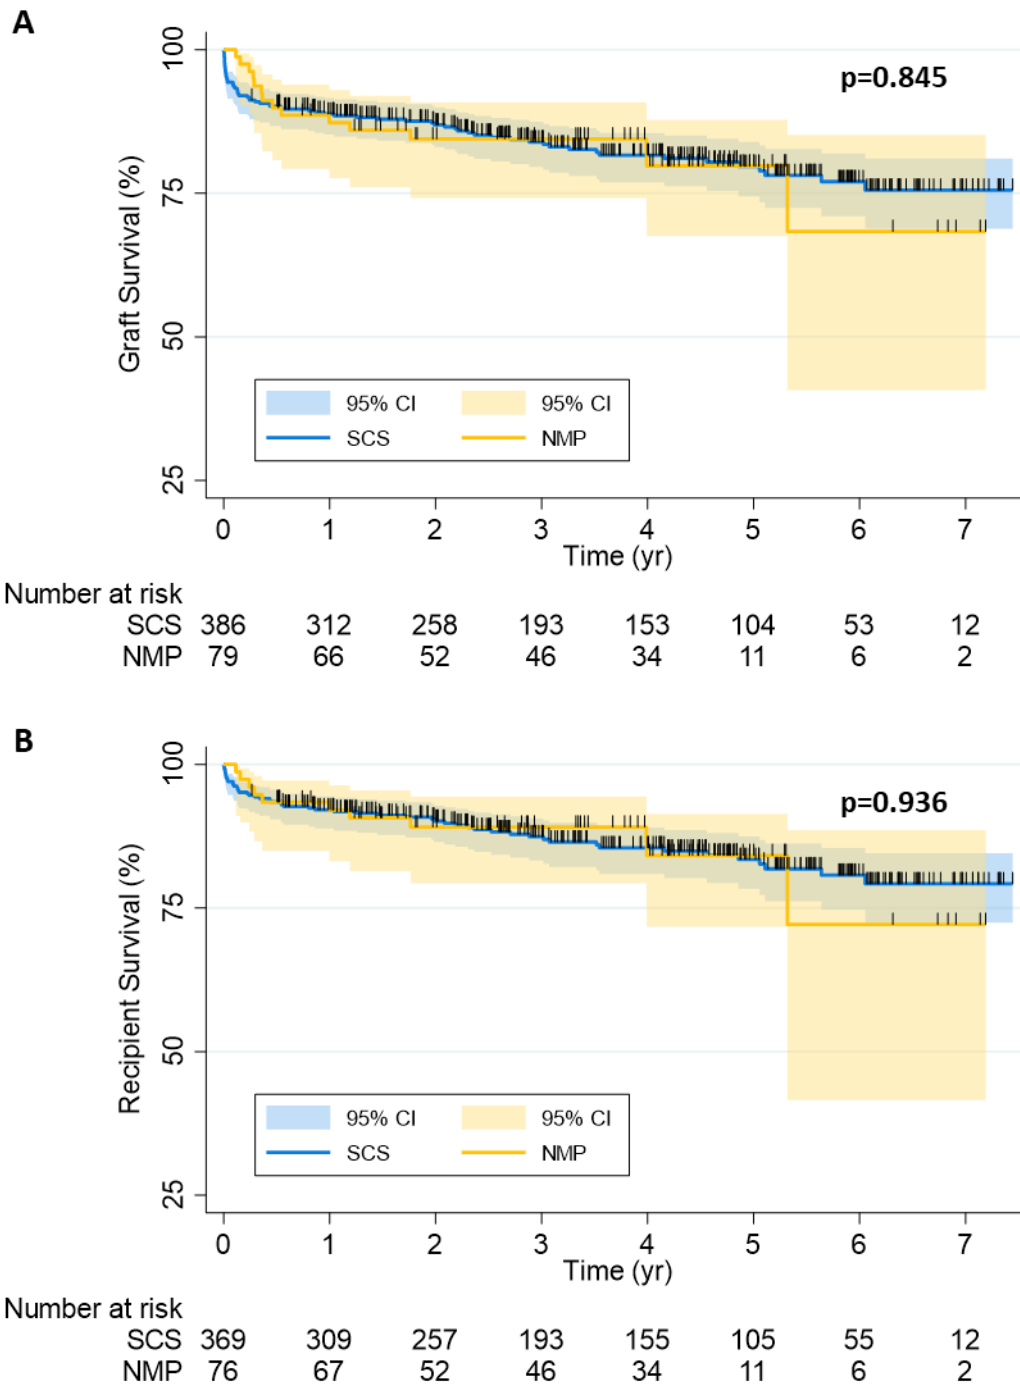 A
p=0.845
100
75
50
25
Graft Survival (%)
95% CI 95% CI
SCS NMP
0 1 2 3 4 5 6 7
Time (yr)
Number at risk
SCS 386 312 258 193 153 104 53 12
NMP 79 66 52 46 34 11 6 2
B
p=0.936
100
75
50
25
Recipient Survival (%)
95% CI 95% CI
SCS NMP
0 1 2 3 4 5 6 7
Time (yr)
Number at risk
SCS 369 309 257 193 155 105 55 12
NMP 76 67 52 46 34 11 6 2